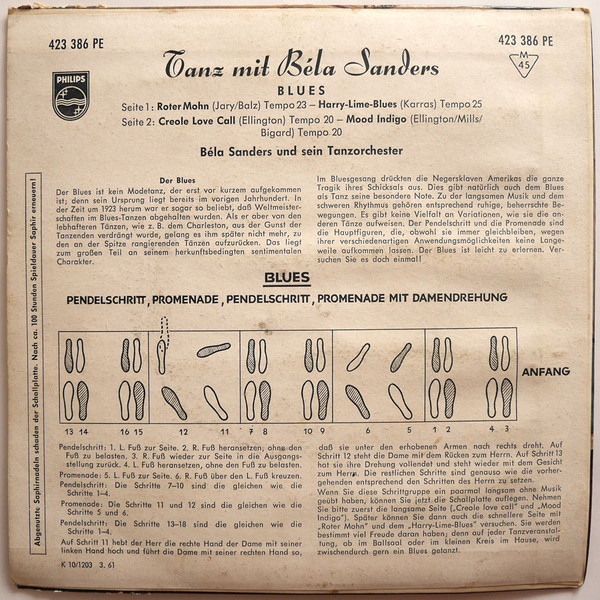 423 386 PE
Tanz mit Béla Sanders
423 386 PE
M
45
PHILIPS
BLUES
Seite 1: Roter Mohn (Jary/Balz) Tempo 23 – Harry-Lime-Blues (Karras) Tempo 25
Seite 2: Creole Love Call (Ellington) Tempo 20 – Mood Indigo (Ellington/Mills/
Bigard) Tempo 20
Béla Sanders und sein Tanzorchester
Der Blues
Der Blues ist kein Modetanz, der erst vor kurzem aufgekommen
ist; denn sein Ursprung liegt bereits im vorigen Jahrhundert. In
der Zeit um 1923 herum war er sogar so beliebt, daß Weltmeister-
schaften im Blues-Tanzen abgehalten wurden. Als er aber von den
lebhafteren Tänzen, wie z. B. dem Charleston, aus der Gunst der
Tanzenden verdrängt wurde, gelang es ihm später nicht mehr, zu
den an der Spitze rangierenden Tänzen aufzurücken. Das liegt
zum großen Teil an seinem herkunftsbedingten sentimentalen
Charakter.
Im Bluesgesang drückten die Negersklaven Amerikas die ganze
Tragik ihres Schicksals aus. Dies gibt natürlich auch dem Blues
als Tanz seine besondere Note. Zu der langsamen Musik und dem
schweren Rhythmus gehören entsprechend ruhige, beherrschte Be-
wegungen. Es gibt keine Vielfalt an Variationen, wie sie die an-
deren Tänze aufweisen. Der Pendelschritt und die Promenade sind
die Hauptfiguren, die, obwohl sie immer gleichbleiben, wegen
ihrer verschiedenartigen Anwendungsmöglichkeiten keine Lange-
weile aufkommen lassen. Der Blues ist leicht zu erlernen. Ver-
suchen Sie es doch einmal!
Abgenutzte Saphirnadeln schaden der Schallplatte. Nach ca. 100 Stunden Spieldauer Saphir erneuern!
BLUES
PENDELSCHRITT, PROMENADE, PENDELSCHRITT, PROMENADE MIT DAMENDREHUNG
ANFANG
13 14 16 15 12 11 7 8 10 9 6 5 1 2 4 3
Pendelschritt: 1. L. Fuß zur Seite. 2. R. Fuß heransetzen, ohne den
Fuß zu belasten. 3. R. Fuß wieder zur Seite in die Ausgangs-
stellung zurück. 4. L. Fuß heransetzen, ohne den Fuß zu belasten.
Promenade: 5. L. Fuß zur Seite. 6. R. Fuß über den L. Fuß kreuzen.
Pendelschritt: Die Schritte 7–10 sind die gleichen wie die
Schritte 1–4.
Promenade: Die Schritte 11 und 12 sind die gleichen wie die
Schritte 5 und 6.
Pendelschritt: Die Schritte 13–18 sind die gleichen wie die
Schritte 1–4.
Auf Schritt 11 hebt der Herr die rechte Hand der Dame mit seiner
linken Hand hoch und führt die Dame mit seiner rechten Hand so,
daß sie unter den erhobenen Armen nach rechts dreht. Auf
Schritt 12 steht die Dame mit dem Rücken zum Herrn. Auf Schritt 13
hat sie ihre Drehung vollendet und steht wieder mit dem Gesicht
zum Herrn. Die restlichen Schritte sind genauso wie die vorher-
gehenden entsprechend den Schritten des Herrn zu setzen.
Wenn Sie diese Schrittgruppe ein paarmal langsam ohne Musik
geübt haben, können Sie jetzt die Schallplatte auflegen. Nehmen
Sie bitte zuerst die langsame Seite („Creole love call" und „Mood
Indigo"). Später können Sie dann auch die schnellere Seite mit
„Roter Mohn" und dem „Harry-Lime-Blues" versuchen. Sie werden
bestimmt viel Freude daran haben; denn auf jeder Tanzveranstal-
tung, ob im Ballsaal oder im kleinen Kreis im Hause, wird
zwischendurch gern ein Blues getanzt.
K 10/1203 3. 61